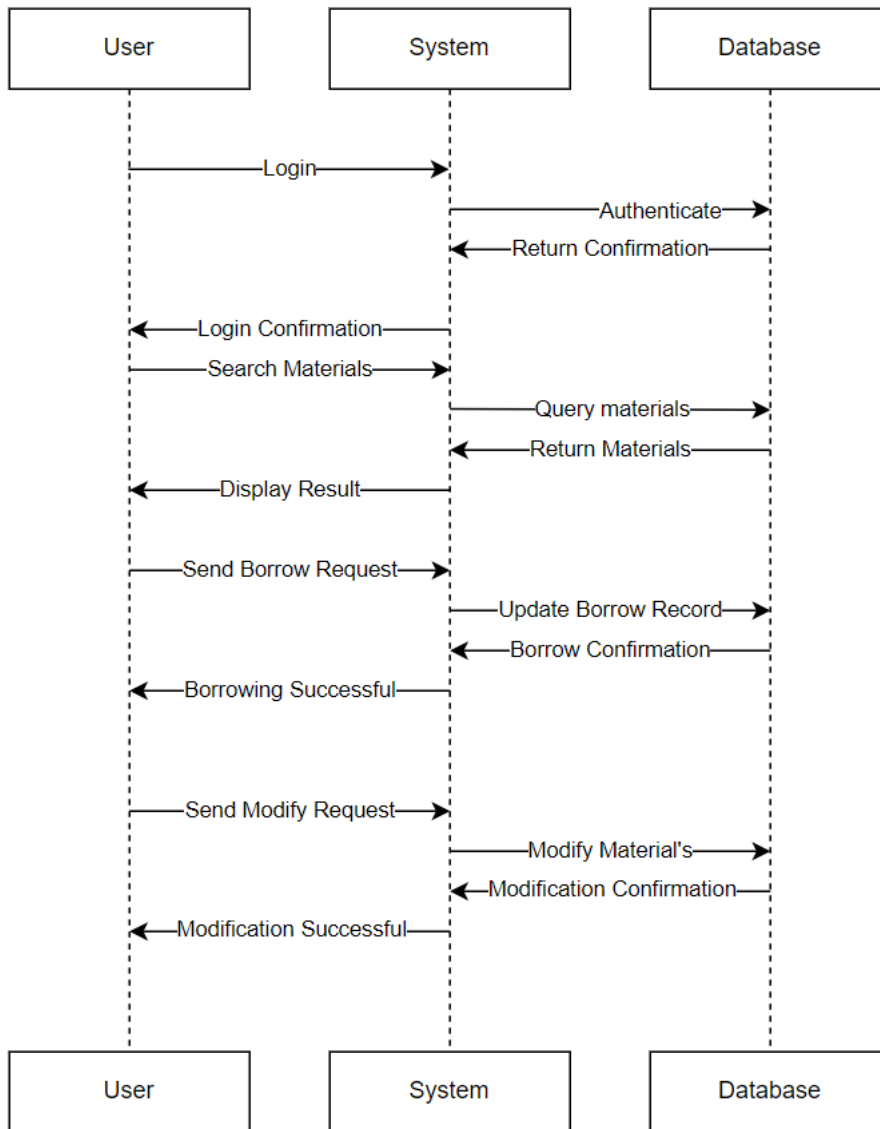 User
System
Database
Login
Authenticate
Return Confirmation
Login Confirmation
Search Materials
Query materials
Return Materials
Display Result
Send Borrow Request
Update Borrow Record
Borrow Confirmation
Borrowing Successful
Send Modify Request
Modify Material's
Modification Confirmation
Modification Successful
User
System
Database